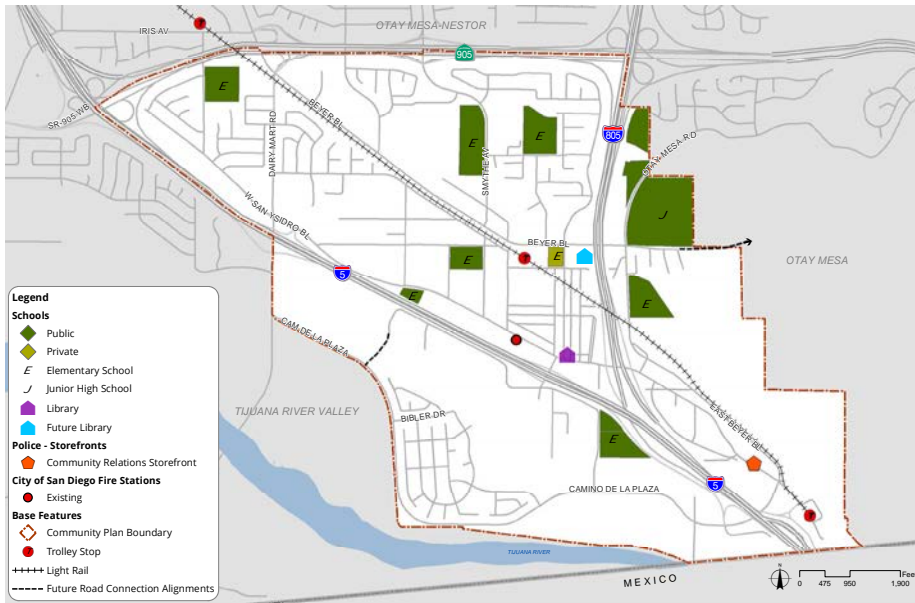 OTAY MESA-NESTOR
IRIS AV
905
SR-905 WB
BEYER BL
DAIRY MART RD
SMYTHE AV
805
OTAY MESA RD
E
E
E
J
W SAN YSIDRO BL
BEYER BL
E
E
OTAY MESA
5
E
E
CAM DE LA PLAZA
TIJUANA RIVER VALLEY
BIBLER DR
EAST BEYER BL
E
5
CAMINO DE LA PLAZA
TIJUANA RIVER
MEXICO
N
Feet
0 475 950 1,900
Legend
Schools
Public
Private
E Elementary School
J Junior High School
Library
Future Library
Police - Storefronts
Community Relations Storefront
City of San Diego Fire Stations
Existing
Base Features
Community Plan Boundary
Trolley Stop
Light Rail
Future Road Connection Alignments